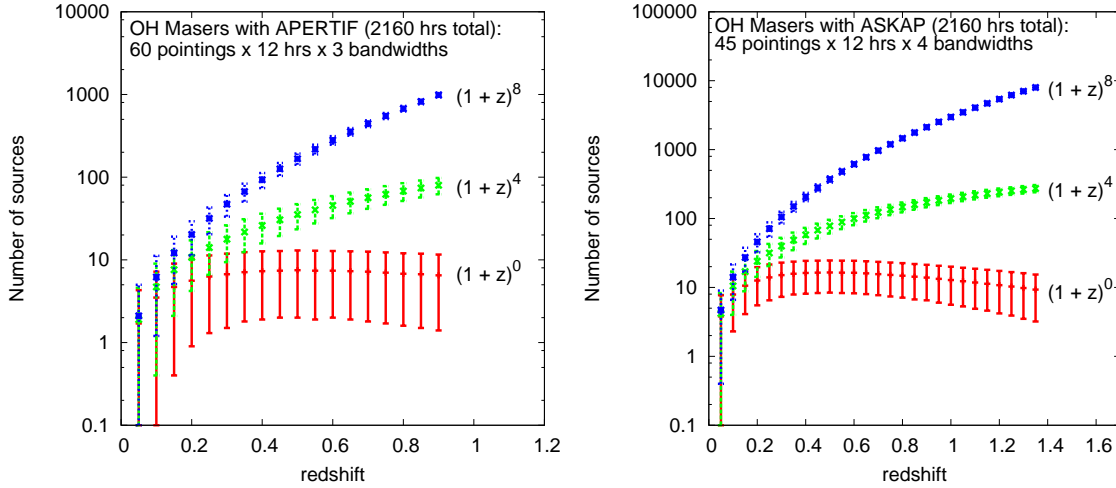 OH Masers with APERTIF (2160 hrs total):
60 pointings x 12 hrs x 3 bandwidths
10000
1000
100
10
1
0.1
Number of sources
(1 + z)^8
(1 + z)^4
(1 + z)^0
0 0.2 0.4 0.6 0.8 1 1.2
redshift
OH Masers with ASKAP (2160 hrs total):
45 pointings x 12 hrs x 4 bandwidths
100000
10000
1000
100
10
1
0.1
Number of sources
(1 + z)^8
(1 + z)^4
(1 + z)^0
0 0.2 0.4 0.6 0.8 1 1.2 1.4 1.6
redshift